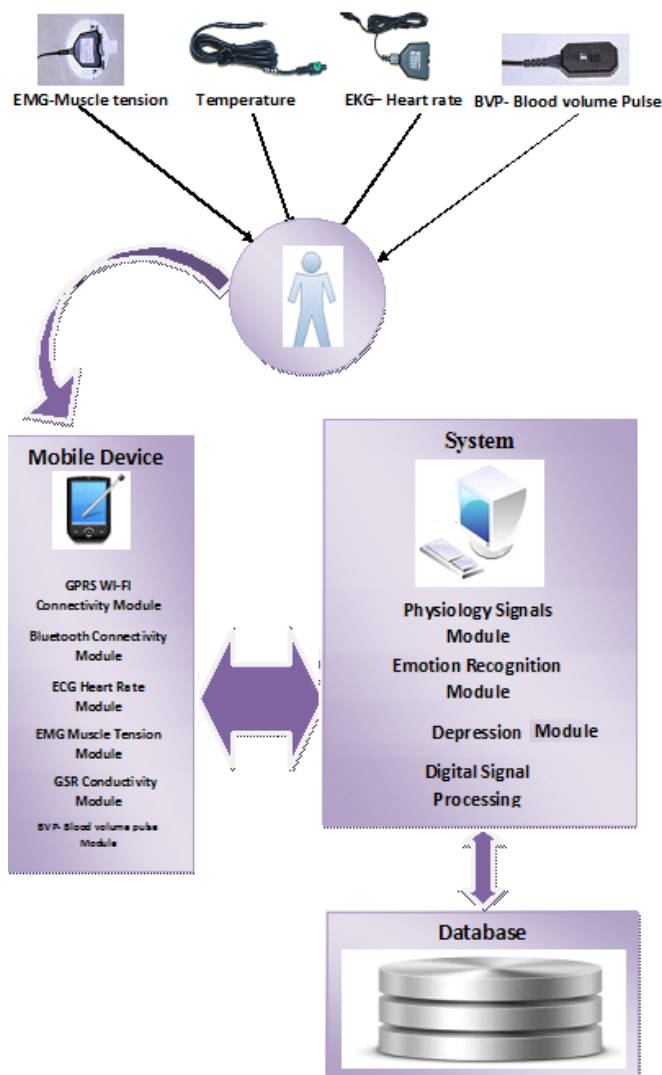 EMG-Muscle tension
Temperature
EKG– Heart rate
BVP- Blood volume Pulse
Mobile Device
GPRS WI-FI
Connectivity Module
Bluetooth Connectivity
Module
ECG Heart Rate
Module
EMG Muscle Tension
Module
GSR Conductivity
Module
BVP- Blood volume pulse
Module
System
Physiology Signals
Module
Emotion Recognition
Module
Depression Module
Digital Signal
Processing
Database